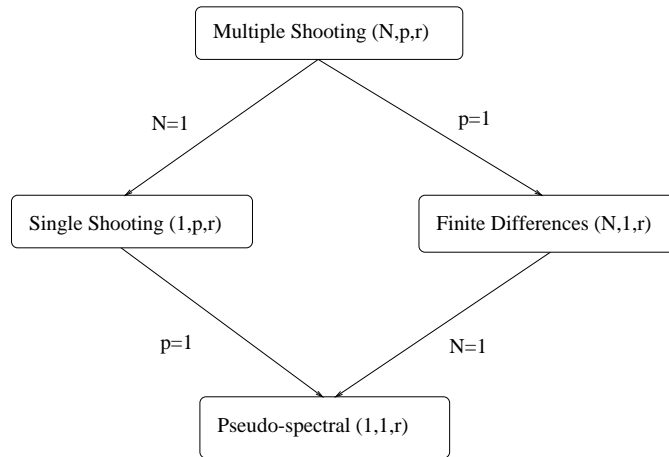 Multiple Shooting (N,p,r)
N=1
p=1
Single Shooting (1,p,r)
Finite Differences (N,1,r)
p=1
N=1
Pseudo-spectral (1,1,r)